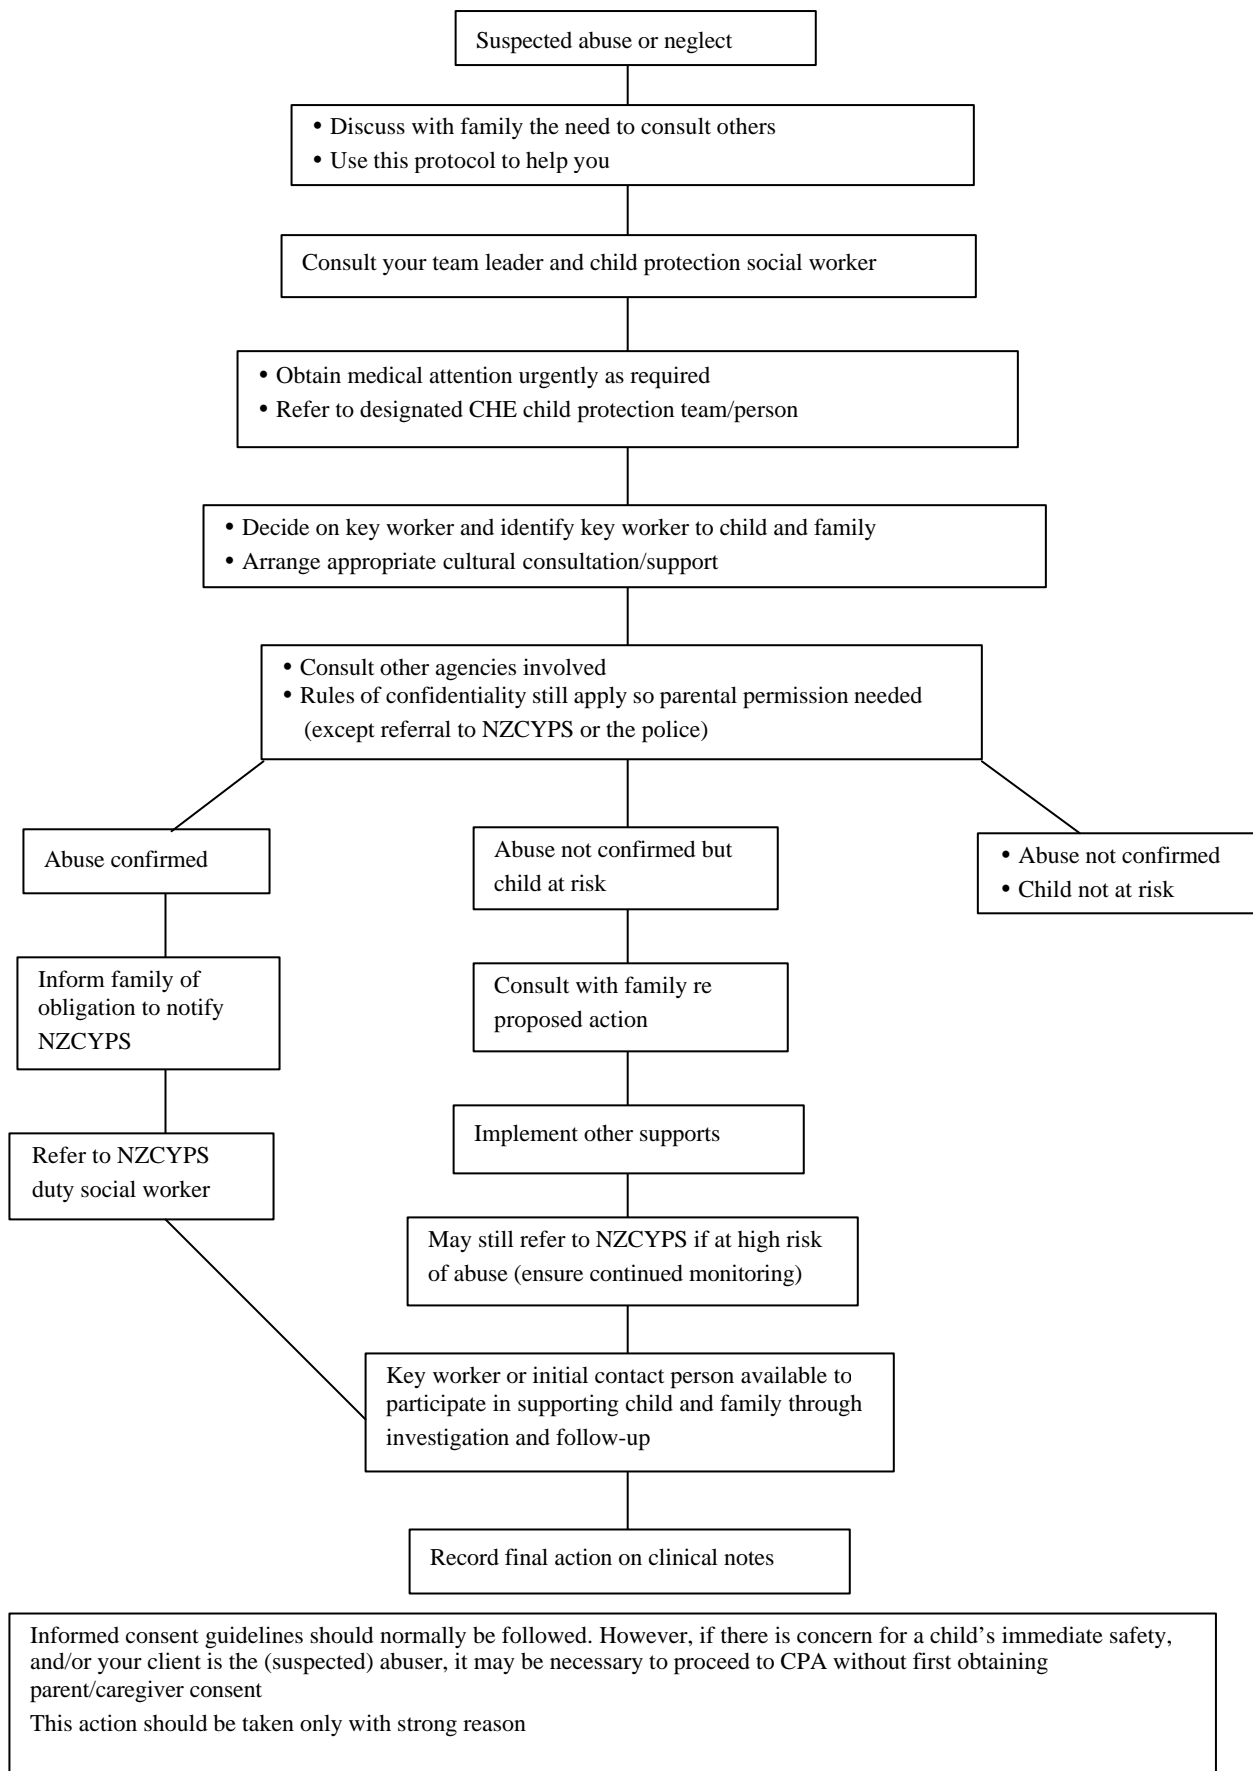 Suspected abuse or neglect
• Discuss with family the need to consult others
• Use this protocol to help you
Consult your team leader and child protection social worker
• Obtain medical attention urgently as required
• Refer to designated CHE child protection team/person
• Decide on key worker and identify key worker to child and family
• Arrange appropriate cultural consultation/support
• Consult other agencies involved
• Rules of confidentiality still apply so parental permission needed
(except referral to NZCYPS or the police)
Abuse confirmed
Inform family of
obligation to notify
NZCYPS
Refer to NZCYPS
duty social worker
Abuse not confirmed but
child at risk
Consult with family re
proposed action
Implement other supports
May still refer to NZCYPS if at high risk
of abuse (ensure continued monitoring)
• Abuse not confirmed
• Child not at risk
Key worker or initial contact person available to
participate in supporting child and family through
investigation and follow-up
Record final action on clinical notes
Informed consent guidelines should normally be followed. However, if there is concern for a child’s immediate safety,
and/or your client is the (suspected) abuser, it may be necessary to proceed to CPA without first obtaining
parent/caregiver consent
This action should be taken only with strong reason